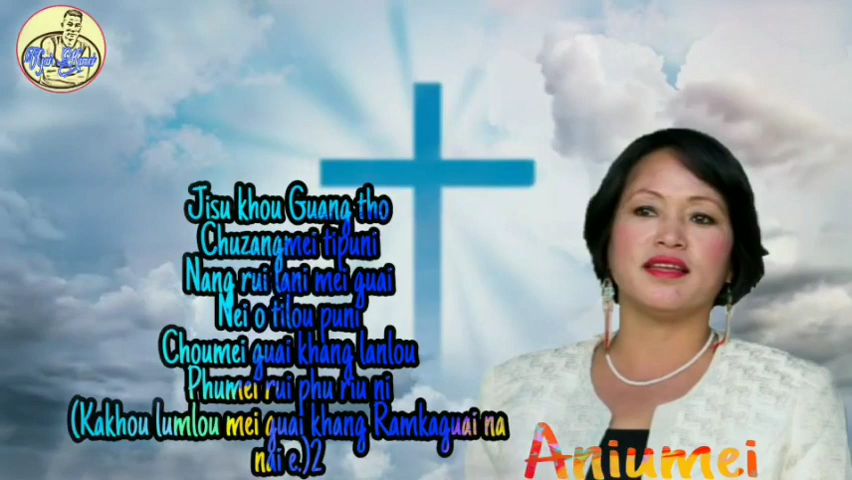 Jisu khou Guang tho
Chuzangmei tipuni
Nang rui lani mei guai
Nei o tilou puni
Choumei guai khang lanlou
Phumei rui phu riu ni
(Kakhou lumlou mei guai khang Ramkaguai na
nai e.)2
Aniumei